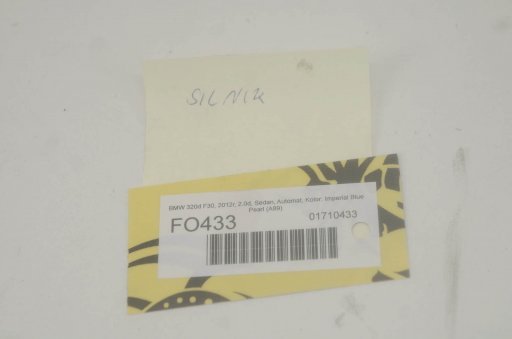 SILNIK
BMW 320d F30, 2012r, 2.0d, Sedan, Automat, Kolor: Imperial Blue
Pearl (A89)
FO433
01710433